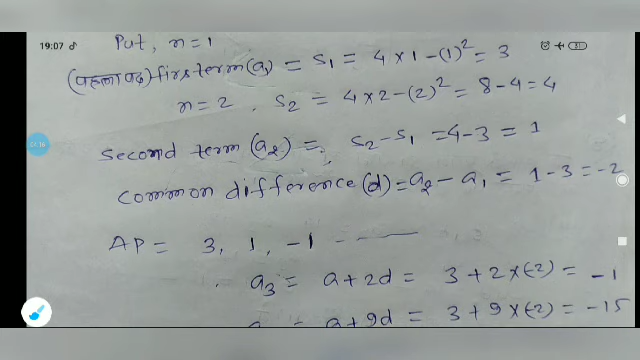 19:07
Put, n=1
(पहला पद) first term (a) = S₁ = 4×1-(1)² = 3
n=2, S₂ = 4×2-(2)² = 8-4=4
second term (a₂) = S₂-S₁ =4-3 = 1
common difference (d)=a₂-a₁ = 1-3=-2
AP = 3, 1, -1 ------
a₃ = a+2d = 3+2×(-2) = -1
= a+9d = 3+9×(-2) = -15